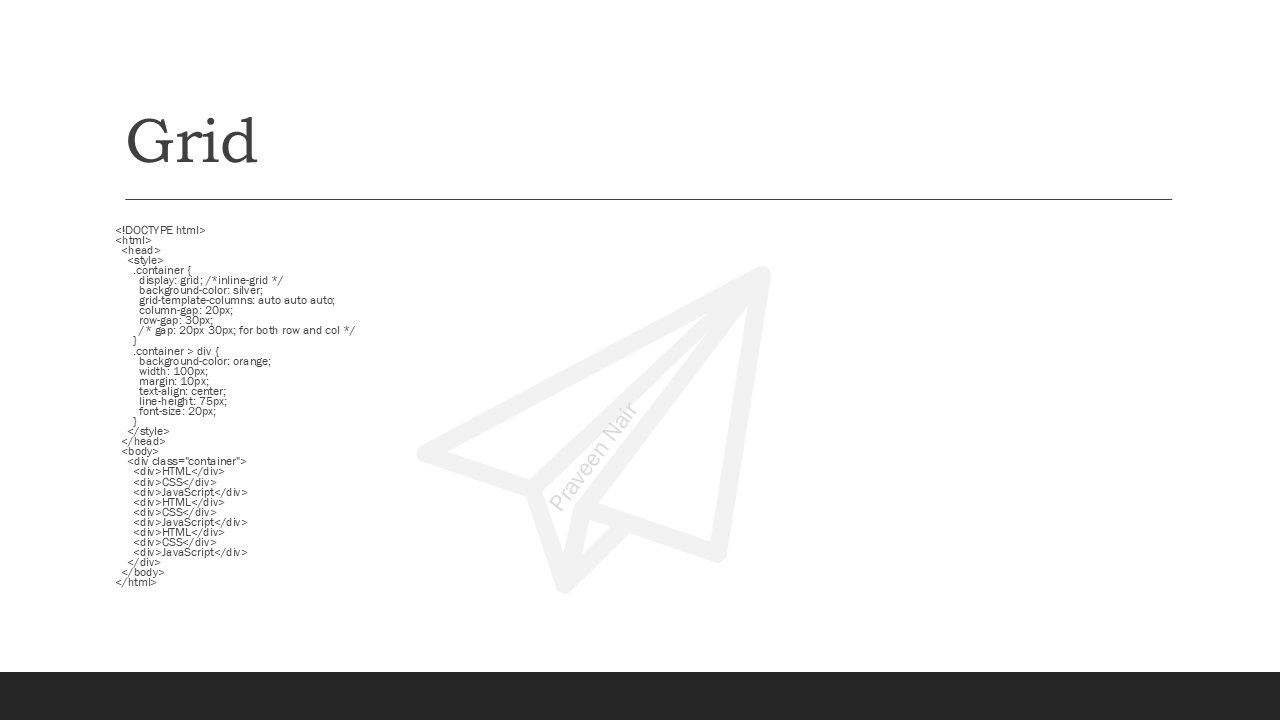 Grid
<!DOCTYPE html>
<html>
  <head>
    <style>
      .container {
        display: grid; /*inline-grid */
        background-color: silver;
        grid-template-columns: auto auto auto;
        column-gap: 20px;
        row-gap: 30px;
        /* gap: 20px 30px; for both row and col */
      }
      .container > div {
        background-color: orange;
        width: 100px;
        margin: 10px;
        text-align: center;
        line-height: 75px;
        font-size: 20px;
      }
    </style>
  </head>
  <body>
    <div class="container">
      <div>HTML</div>
      <div>CSS</div>
      <div>JavaScript</div>
      <div>HTML</div>
      <div>CSS</div>
      <div>JavaScript</div>
      <div>HTML</div>
      <div>CSS</div>
      <div>JavaScript</div>
    </div>
  </body>
</html>
Praveen Nair